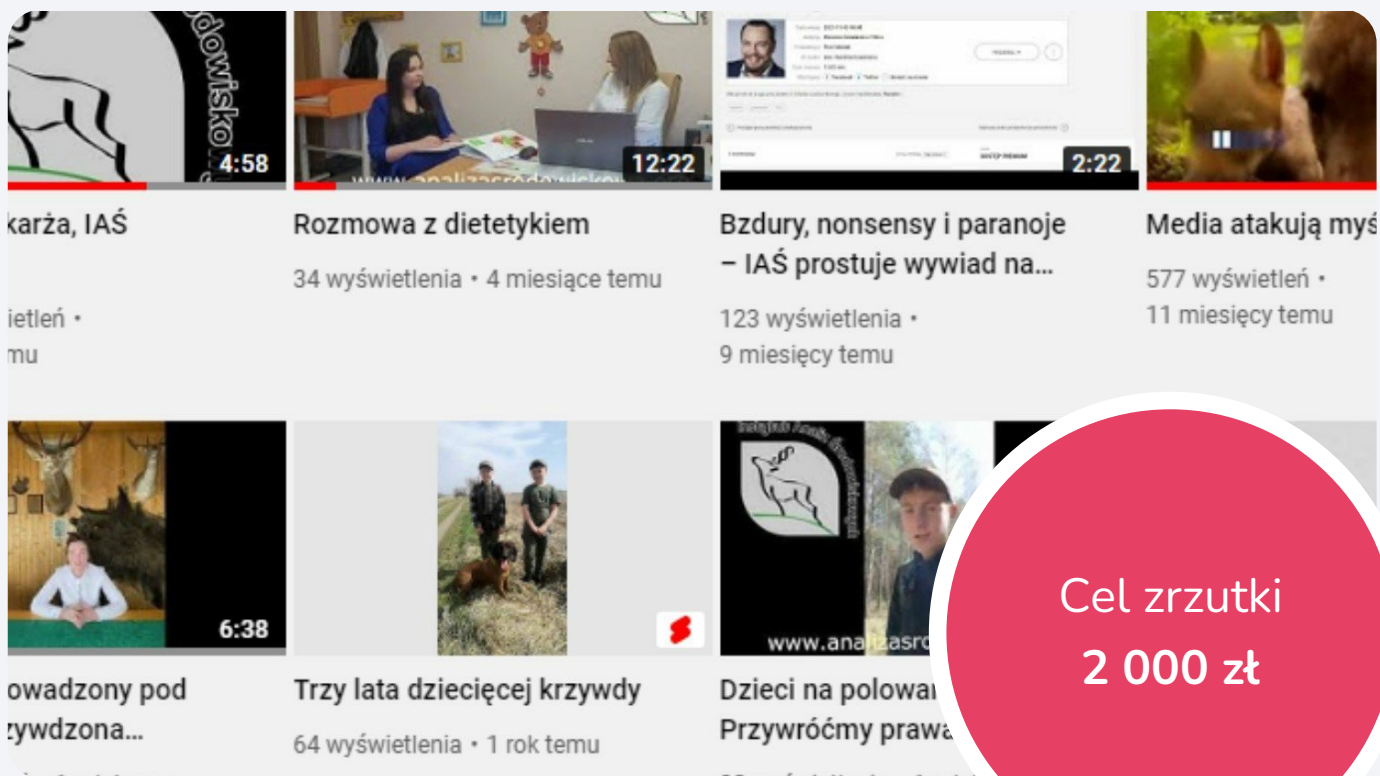 4:58
12:22
2:22
karża, IAŚ
Rozmowa z dietetykiem
Bzdury, nonsensy i paranoje
– IAŚ prostuje wywiad na...
Media atakują myś
34 wyświetlenia • 4 miesiące temu
577 wyświetleń •
11 miesięcy temu
ietleń •
mu
123 wyświetlenia •
9 miesięcy temu
6:38
www.analizasro
owadzony pod
zywdzona...
Trzy lata dziecięcej krzywdy
Dzieci na polowan
Przywróćmy prawa
64 wyświetlenia • 1 rok temu
Cel zrzutki
2 000 zł